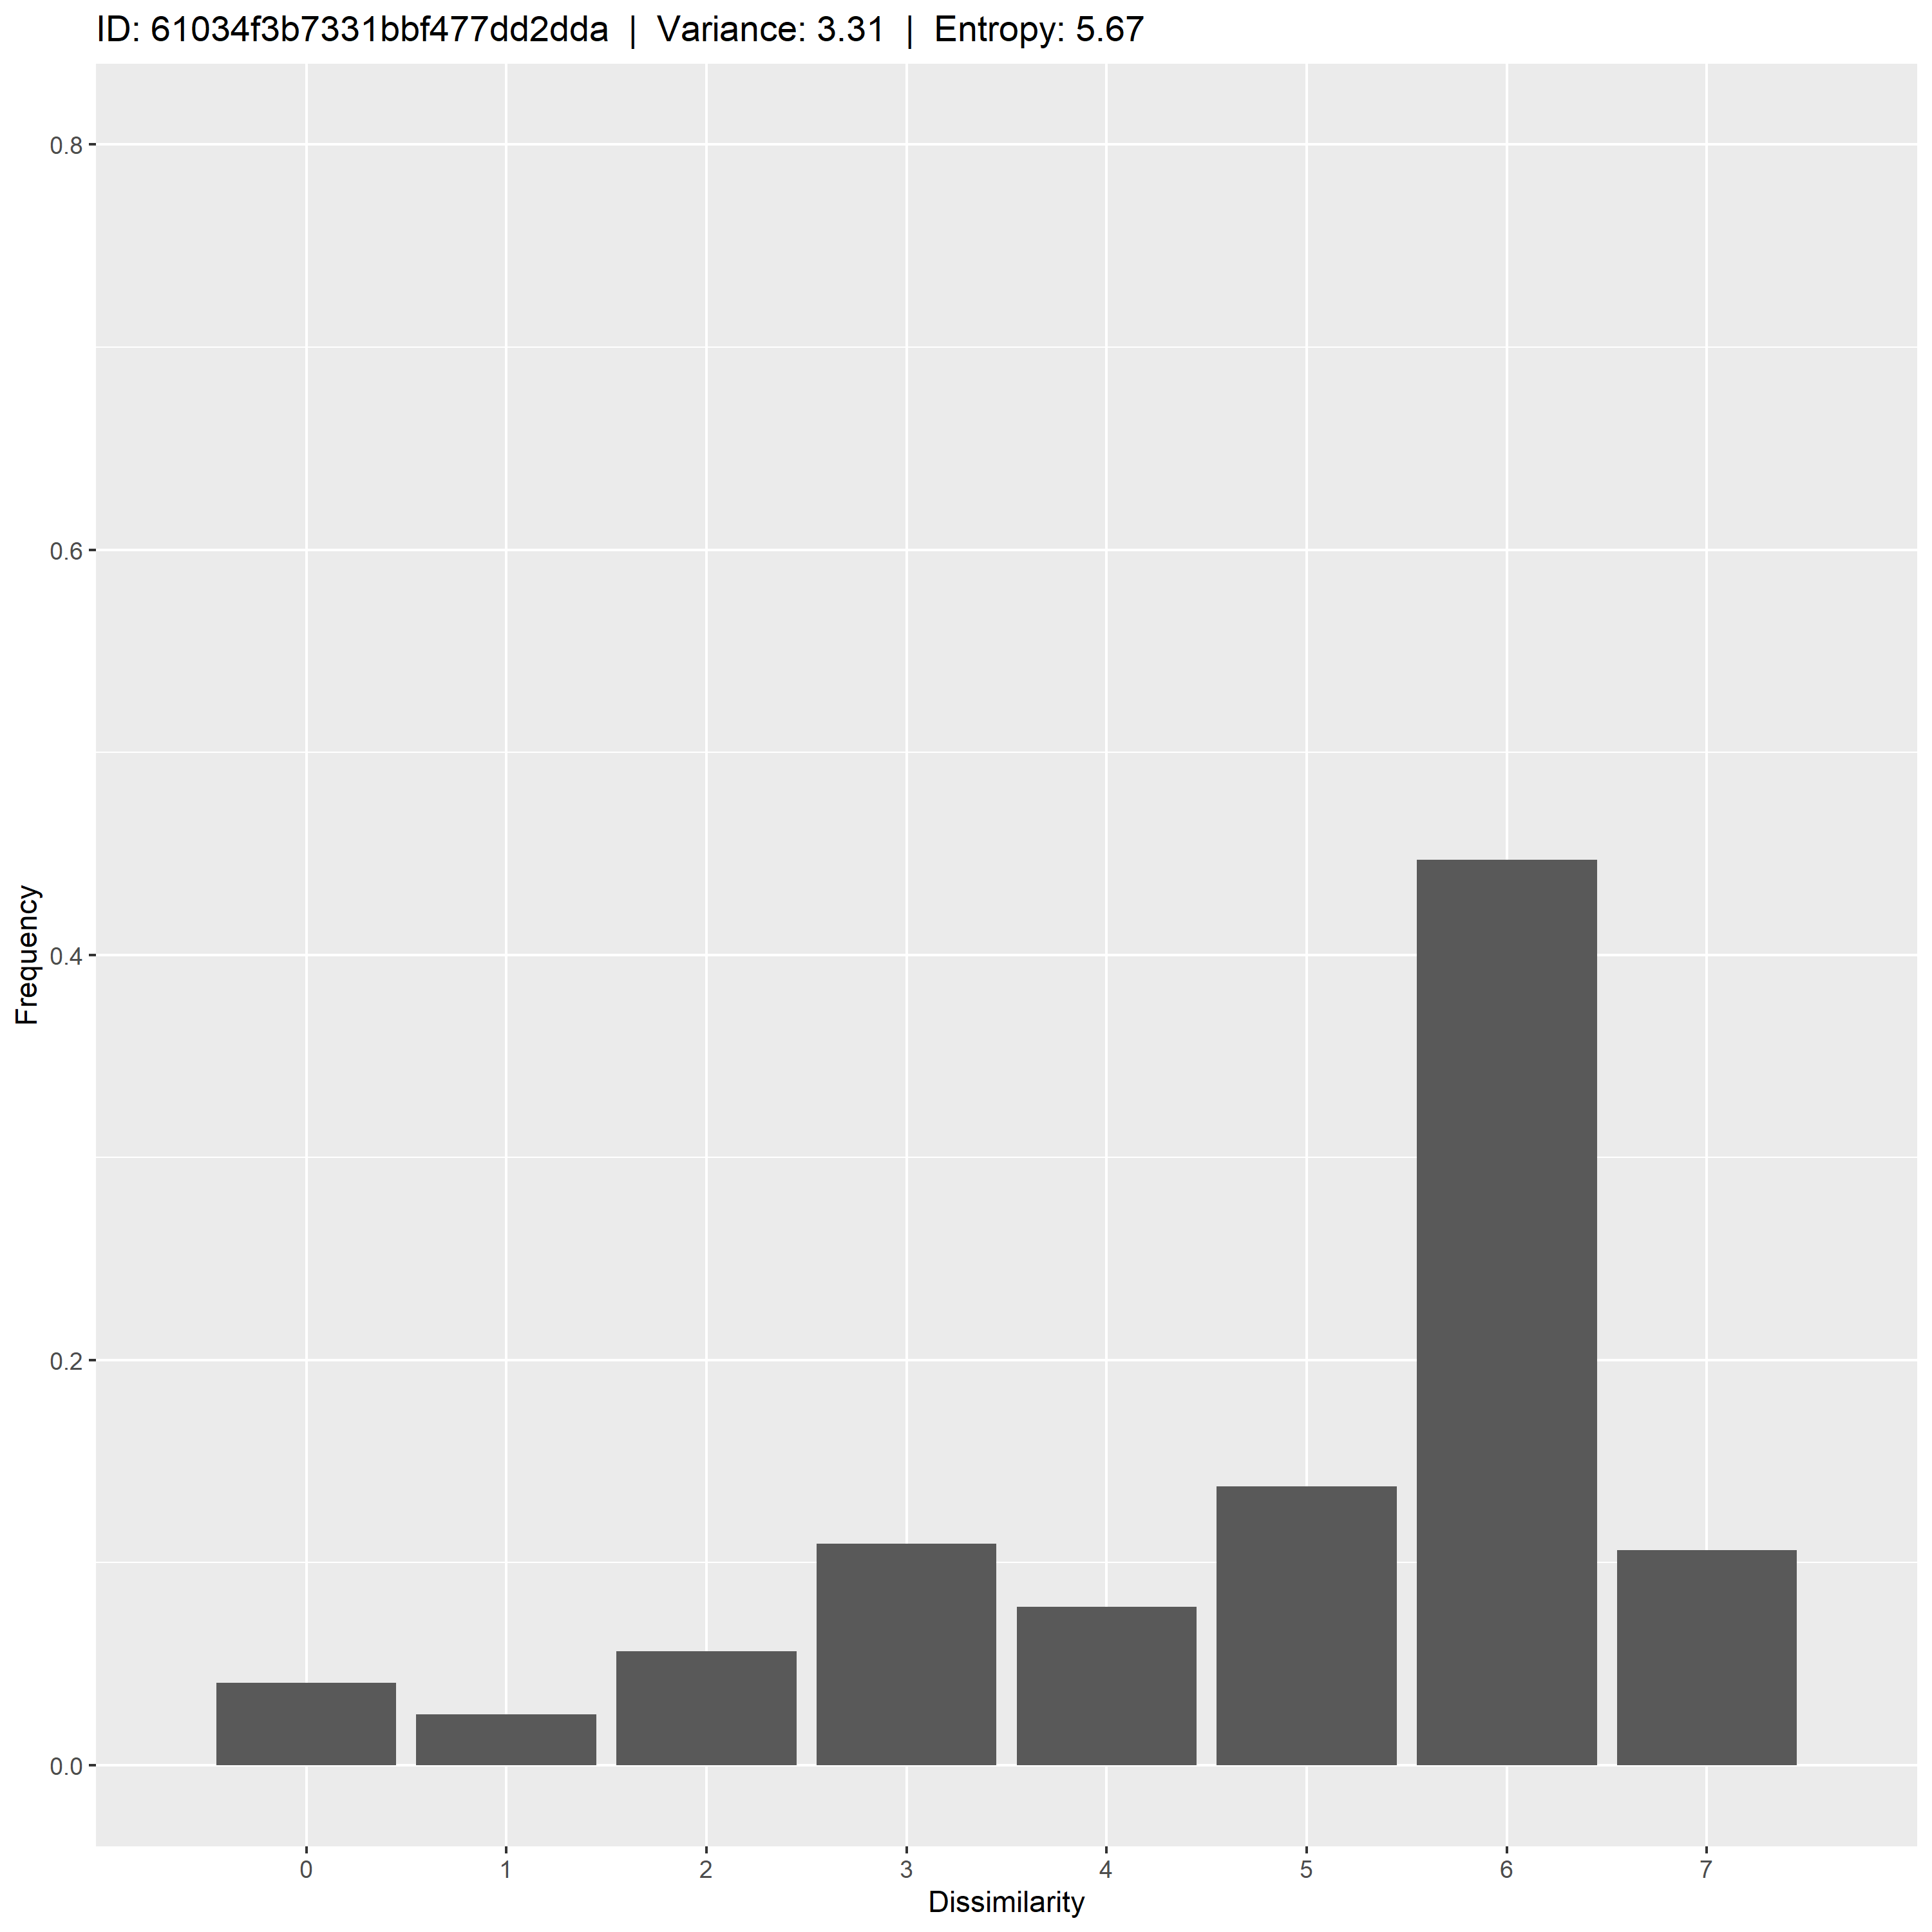 ID: 61034f3b7331bbf477dd2dda | Variance: 3.31 | Entropy: 5.67
0.8
0.6
0.4
0.2
0.0
Frequency
0 1 2 3 4 5 6 7
Dissimilarity